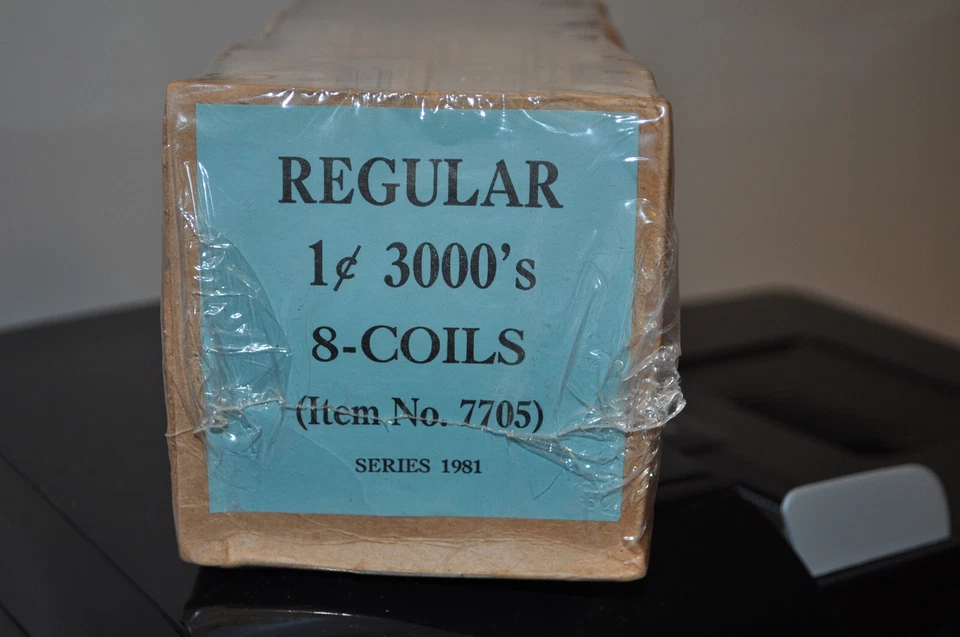 REGULAR
1¢ 3000's
8-COILS
(Item No. 7705)
SERIES 1981